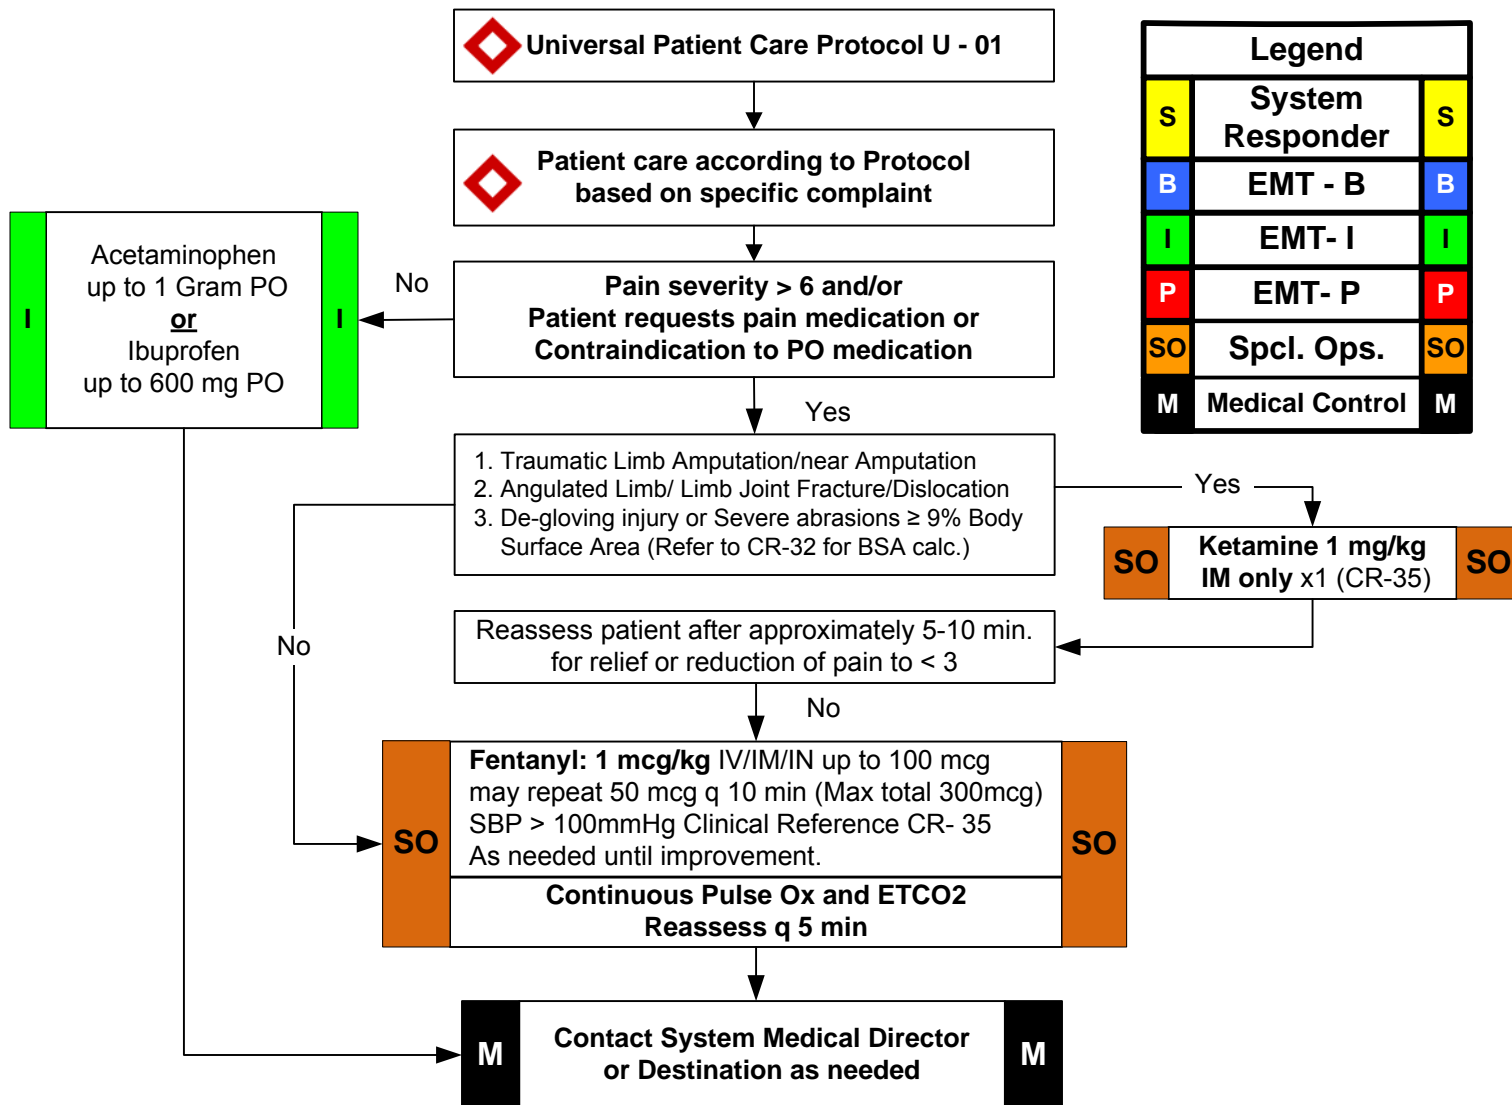 Universal Patient Care Protocol U - 01
Patient care according to Protocol
based on specific complaint
Pain severity > 6 and/or
Patient requests pain medication or
Contraindication to PO medication
No
I
Acetaminophen
up to 1 Gram PO
or
Ibuprofen
up to 600 mg PO
I
Yes
1. Traumatic Limb Amputation/near Amputation
2. Angulated Limb/ Limb Joint Fracture/Dislocation
3. De-gloving injury or Severe abrasions ≥ 9% Body
Surface Area (Refer to CR-32 for BSA calc.)
Yes
SO
Ketamine 1 mg/kg
IM only x1 (CR-35)
SO
Reassess patient after approximately 5-10 min.
for relief or reduction of pain to < 3
No
No
SO
Fentanyl: 1 mcg/kg IV/IM/IN up to 100 mcg
may repeat 50 mcg q 10 min (Max total 300mcg)
SBP > 100mmHg Clinical Reference CR- 35
As needed until improvement.
Continuous Pulse Ox and ETCO2
Reassess q 5 min
SO
M
Contact System Medical Director
or Destination as needed
M
Legend
S System S
Responder
B EMT - B B
I EMT- I I
P EMT- P P
SO Spcl. Ops. SO
M Medical Control M